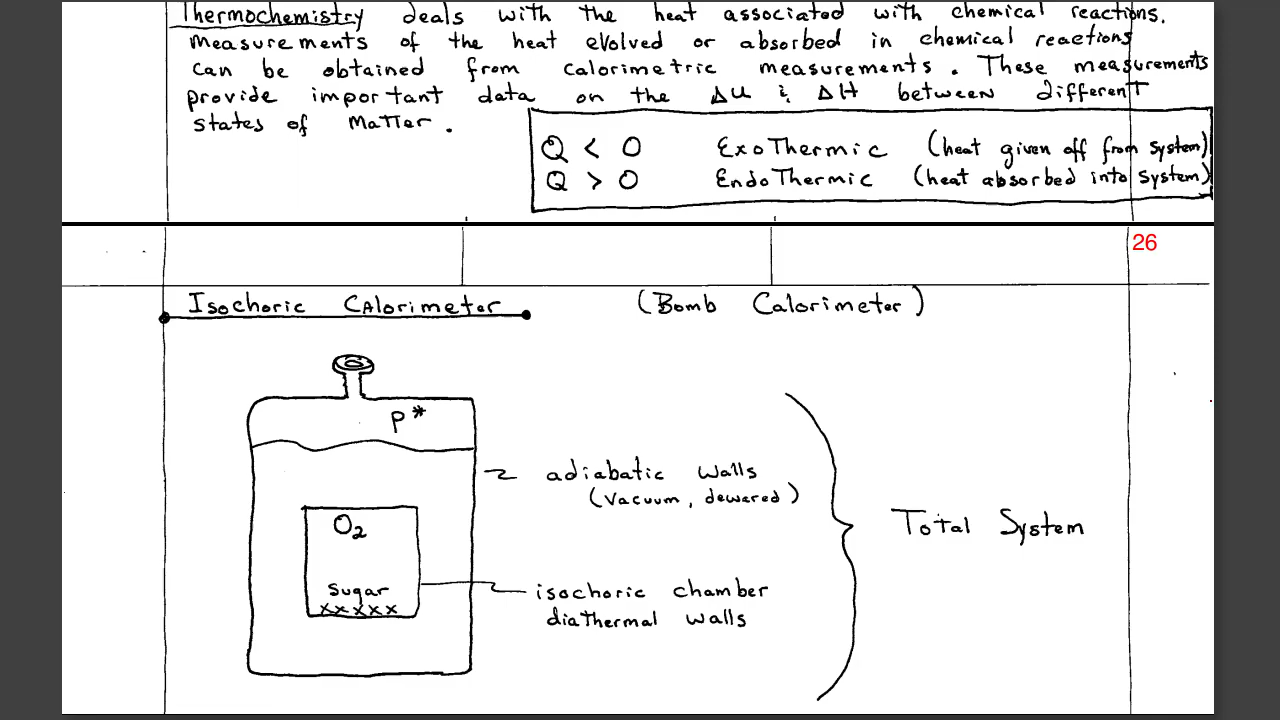 Thermochemistry deals with the heat associated with chemical reactions.
Measurements of the heat evolved or absorbed in chemical reactions
can be obtained from calorimetric measurements. These measurements
provide important data on the ΔU & ΔH between different
states of Matter.
Q < O ExoThermic (heat given off from system)
Q > O EndoThermic (heat absorbed into system)
26
Isochoric Calorimeter (Bomb Calorimeter)
P*
adiabatic walls
(vacuum, dewared)
O₂
Total System
Sugar
xxxxx
isochoric chamber
diathermal walls